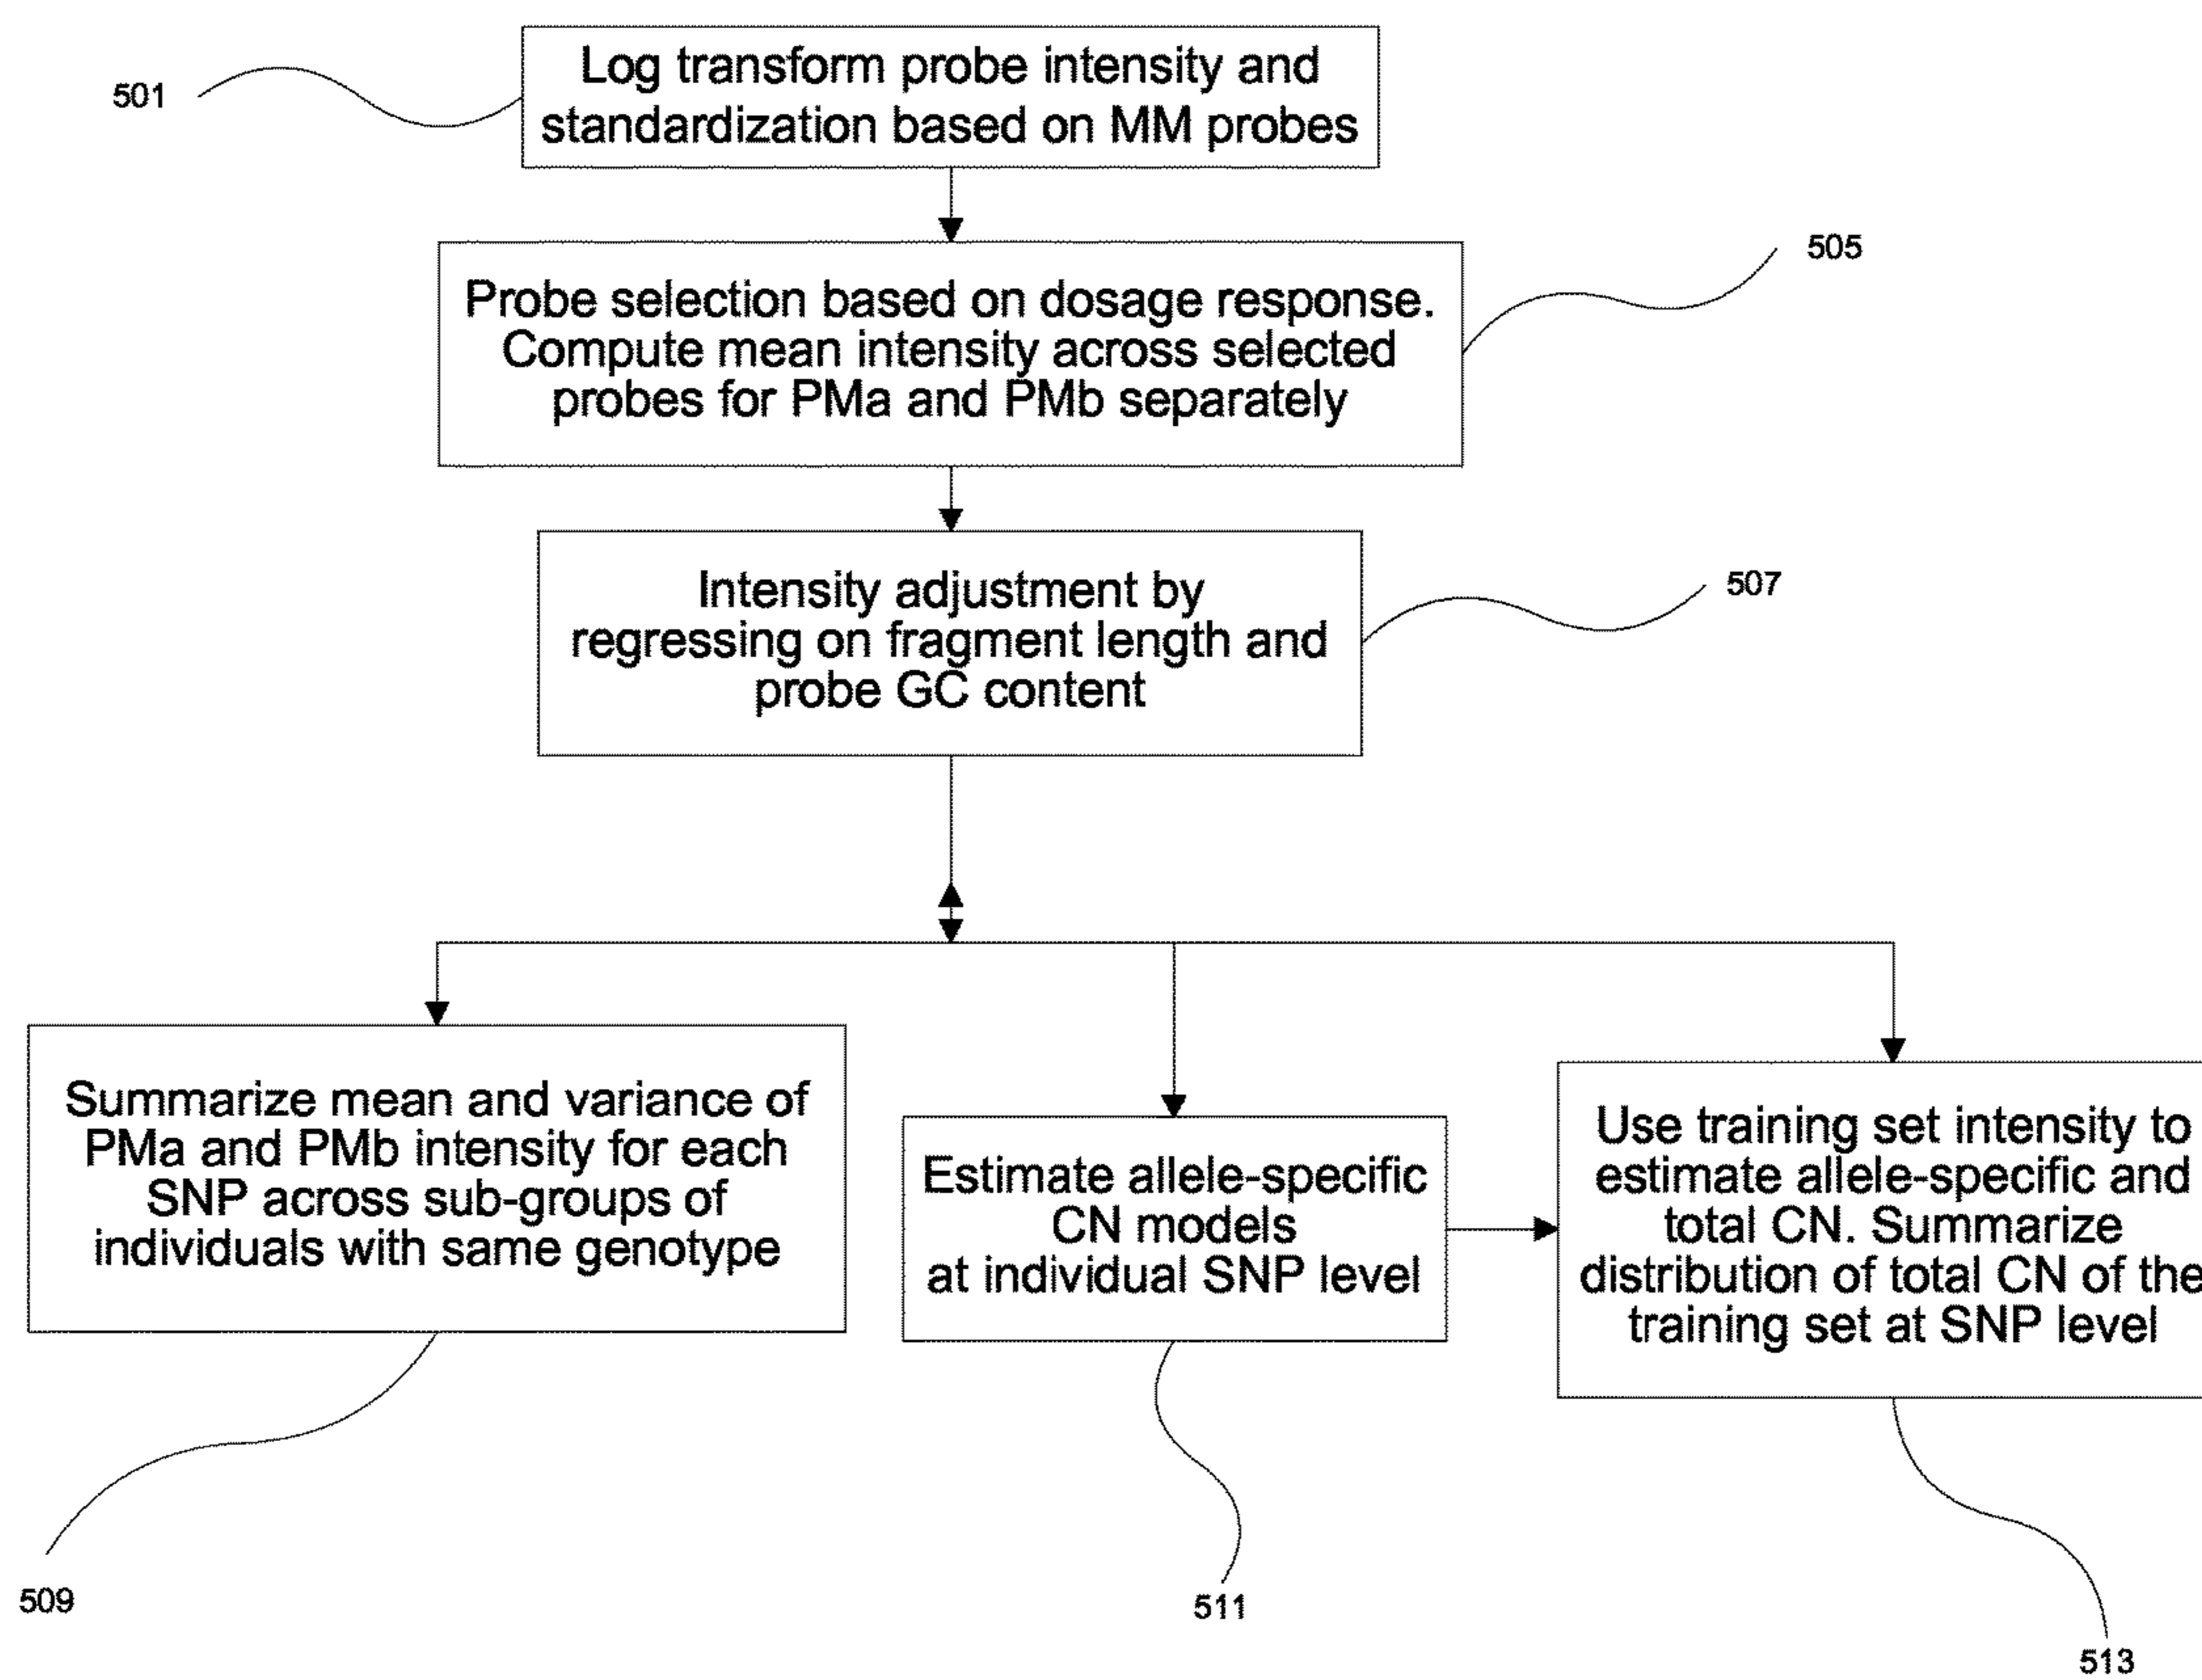 Log transform probe intensity and
standardization based on MM probes
501
505
Probe selection based on dosage response.
Compute mean intensity across selected
probes for PMa and PMb separately
507
Intensity adjustment by
regressing on fragment length and
probe GC content
Summarize mean and variance of
PMa and PMb intensity for each
SNP across sub-groups of
individuals with same genotype
Estimate allele-specific
CN models
at individual SNP level
Use training set intensity to
estimate allele-specific and
total CN. Summarize
distribution of total CN of the
training set at SNP level
509
511
513